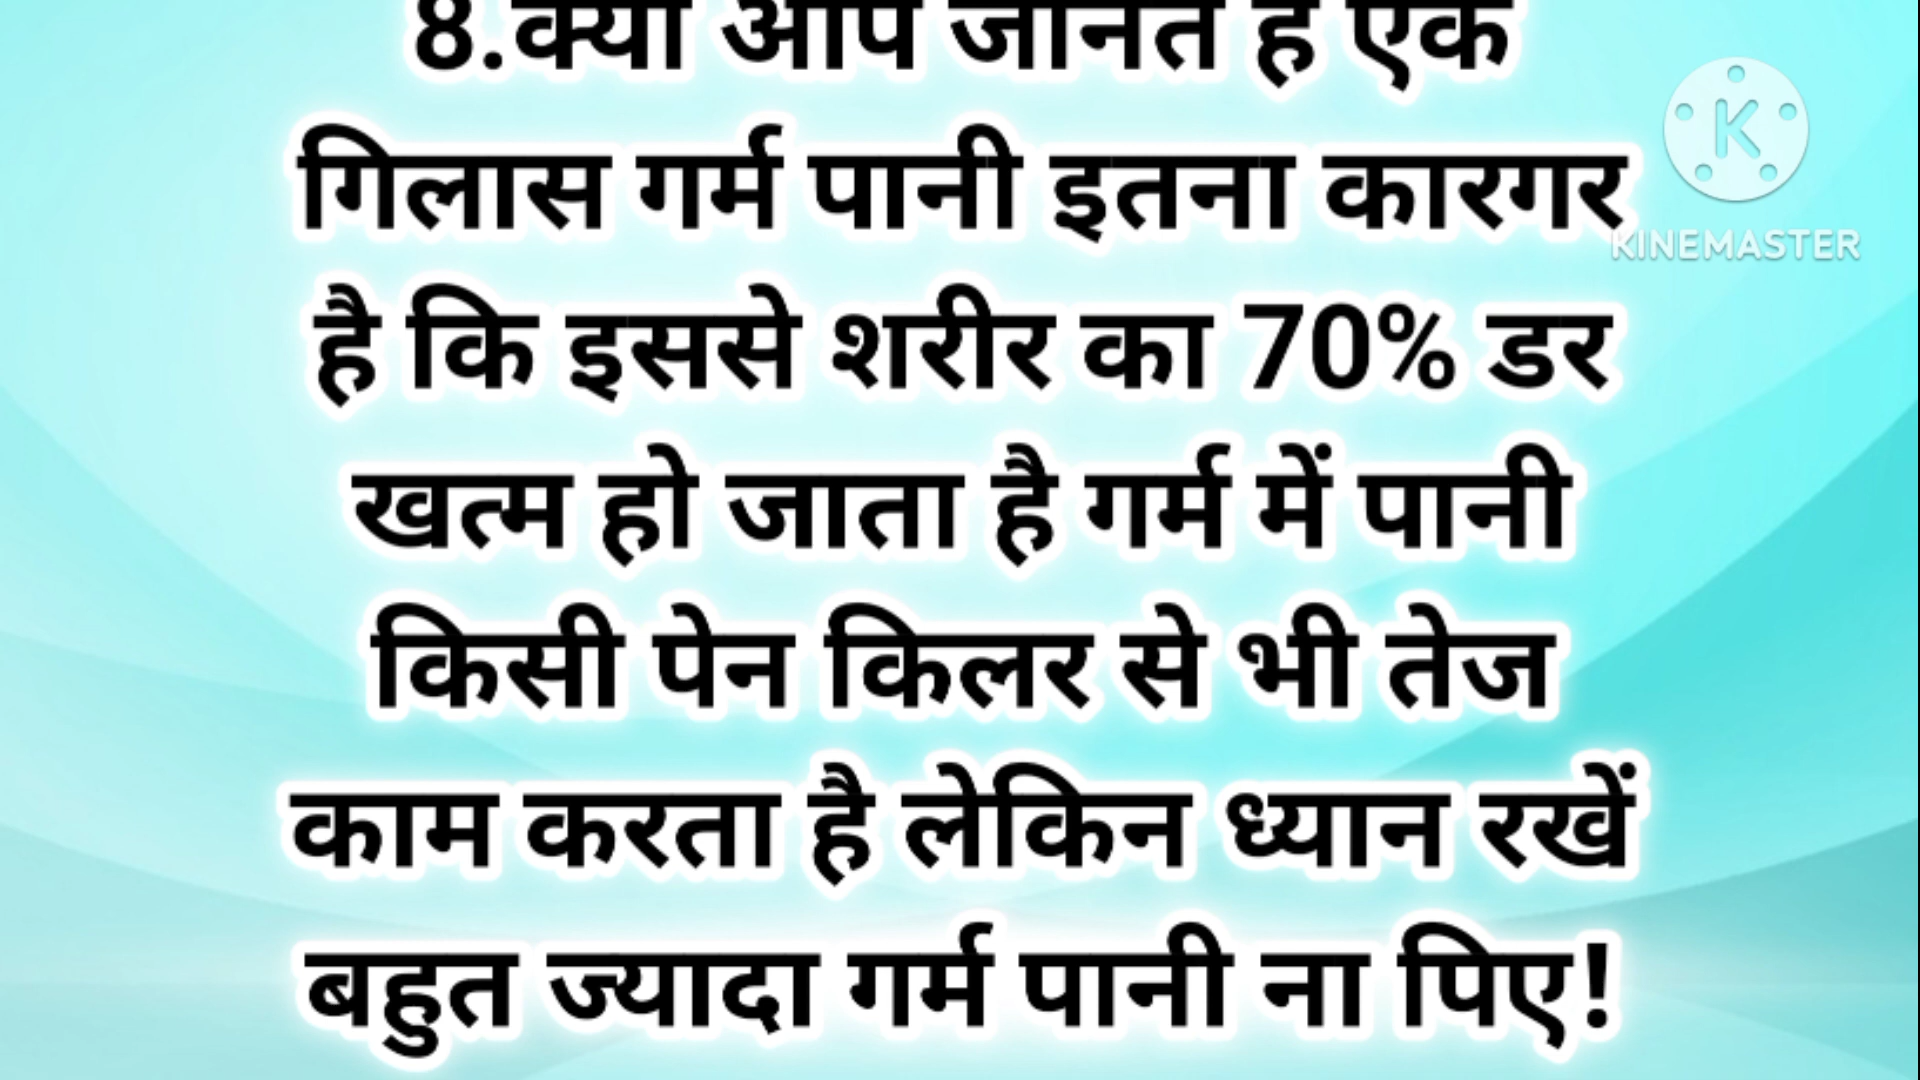 8.क्या आप जानते है एक
गिलास गर्म पानी इतना कारगर
है कि इससे शरीर का 70% डर
खत्म हो जाता है गर्म में पानी
किसी पेन किलर से भी तेज
काम करता है लेकिन ध्यान रखें
बहुत ज्यादा गर्म पानी ना पिए!
K
KINEMASTER